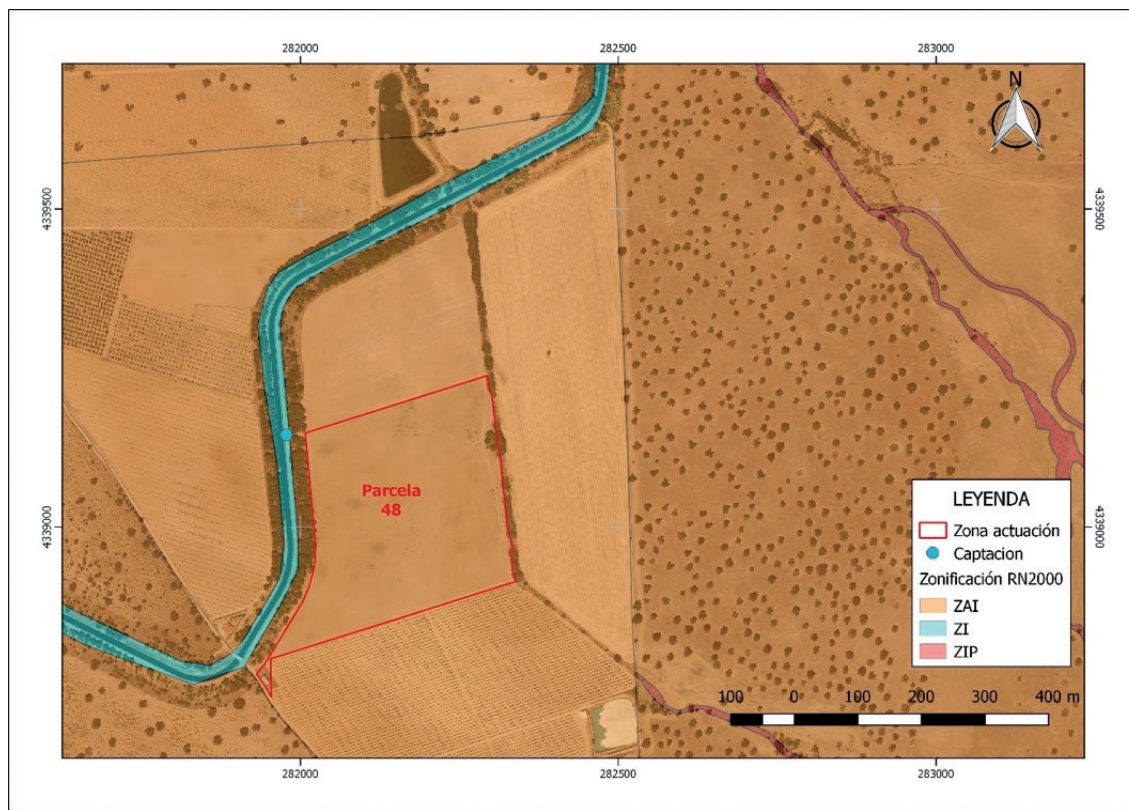 282000 282500 283000
N
4339500 4339500
Parcela
48
4339000 4339000
LEYENDA
Zona actuación
Captacion
Zonificación RN2000
ZAI
ZI
ZIP
100 0 100 200 300 400 m
282000 282500 283000